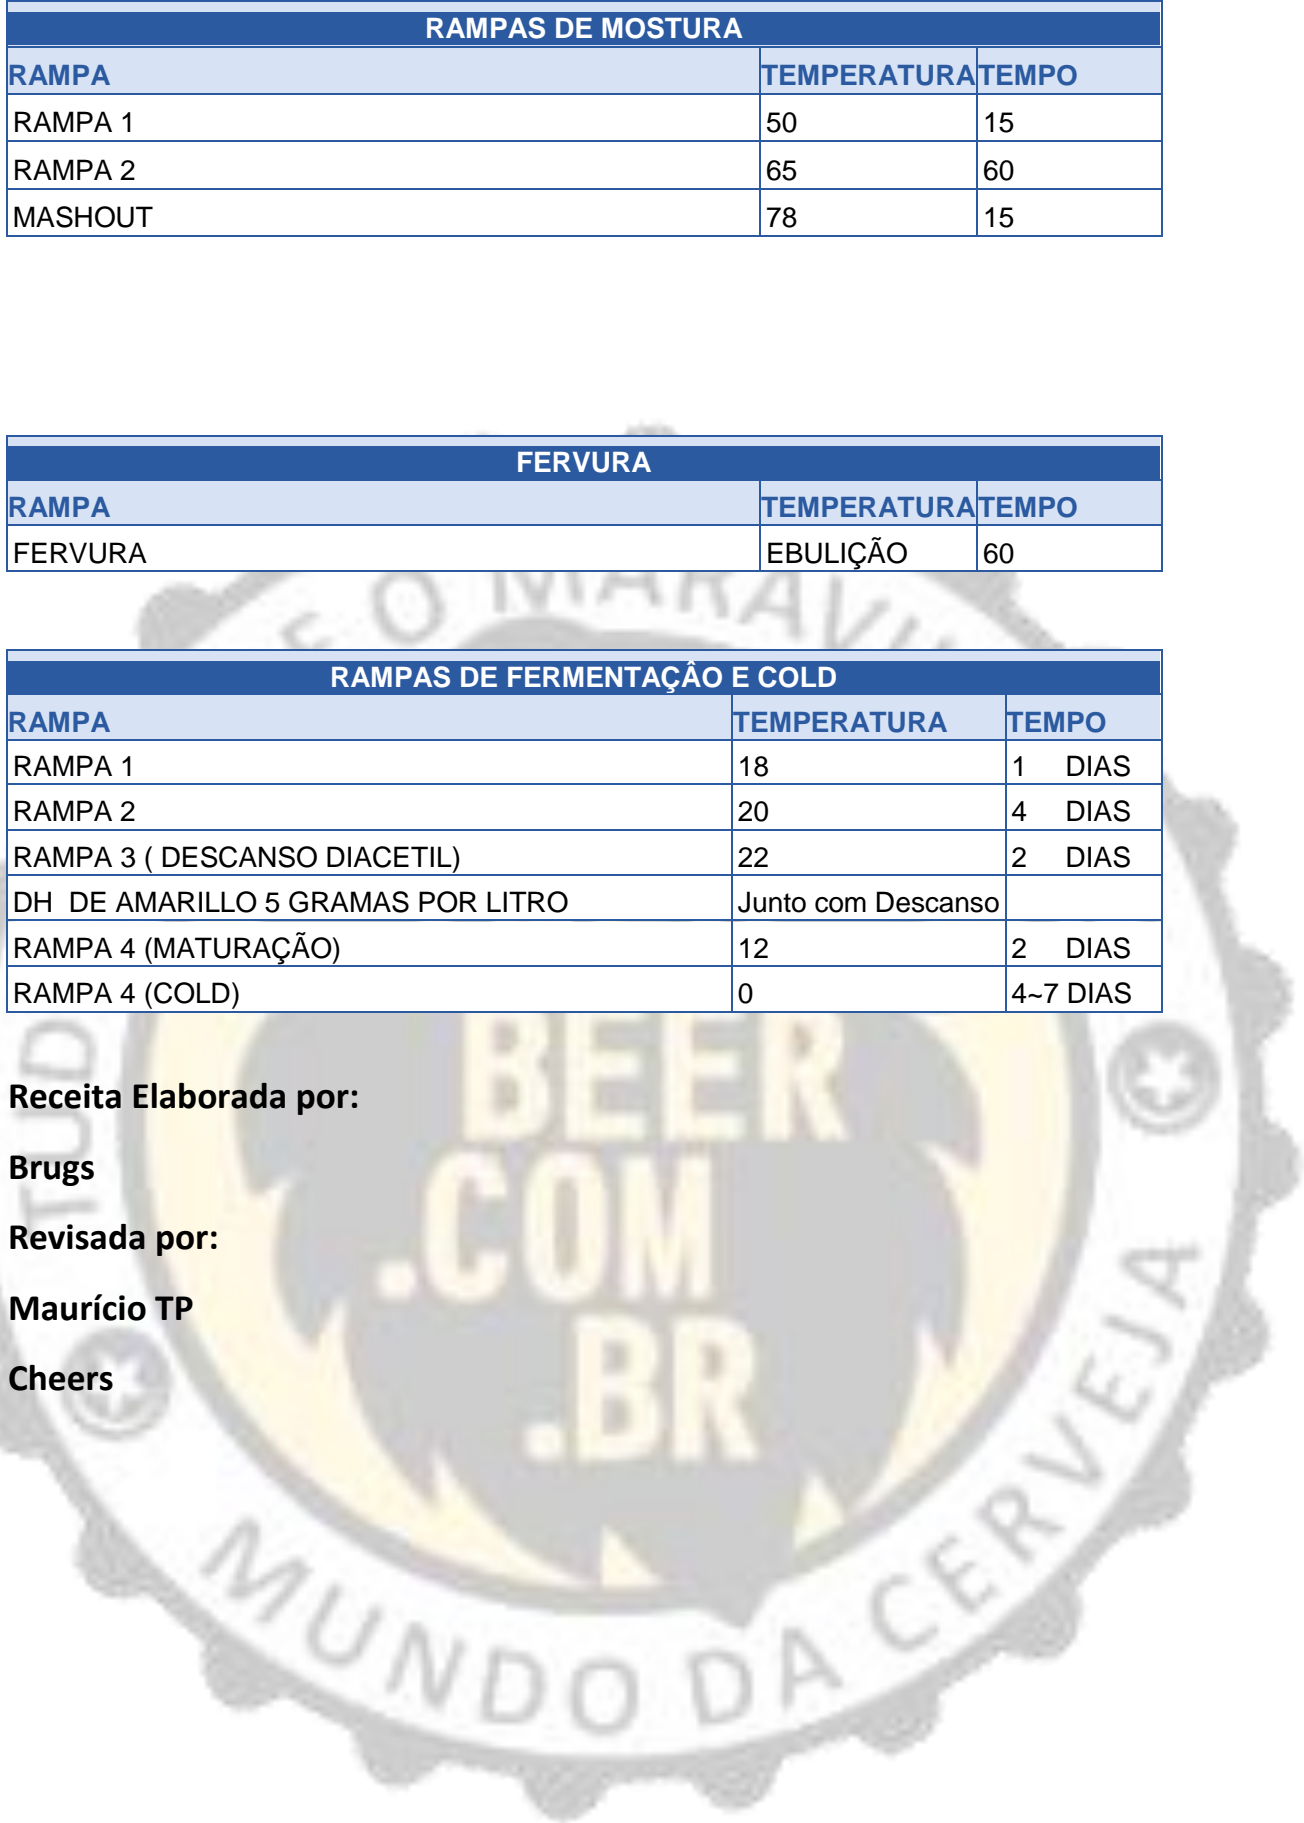 RAMPAS DE MOSTURA
RAMPA TEMPERATURA TEMPO
RAMPA 1 50 15
RAMPA 2 65 60
MASHOUT 78 15
FERVURA
RAMPA TEMPERATURA TEMPO
FERVURA EBULIÇÃO 60
E O MARAVI
RAMPAS DE FERMENTAÇÂO E COLD
RAMPA TEMPERATURA TEMPO
RAMPA 1 18 1 DIAS
RAMPA 2 20 4 DIAS
RAMPA 3 ( DESCANSO DIACETIL) 22 2 DIAS
DH DE AMARILLO 5 GRAMAS POR LITRO Junto com Descanso
RAMPA 4 (MATURAÇÃO) 12 2 DIAS
RAMPA 4 (COLD) 0 4~7 DIAS
TUD
BEER
.COM
.BR
Receita Elaborada por:
Brugs
Revisada por:
Maurício TP
Cheers
MUNDO DA CERVEJA